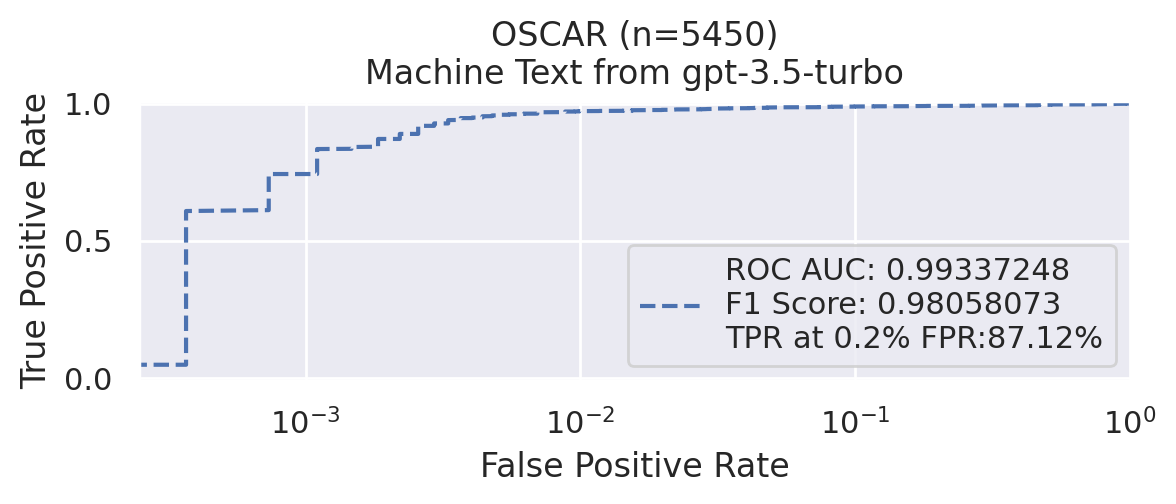 OSCAR (n=5450)
Machine Text from gpt-3.5-turbo
True Positive Rate
1.0
0.5
0.0
ROC AUC: 0.99337248
F1 Score: 0.98058073
TPR at 0.2% FPR:87.12%
10⁻³
10⁻²
10⁻¹
10⁰
False Positive Rate